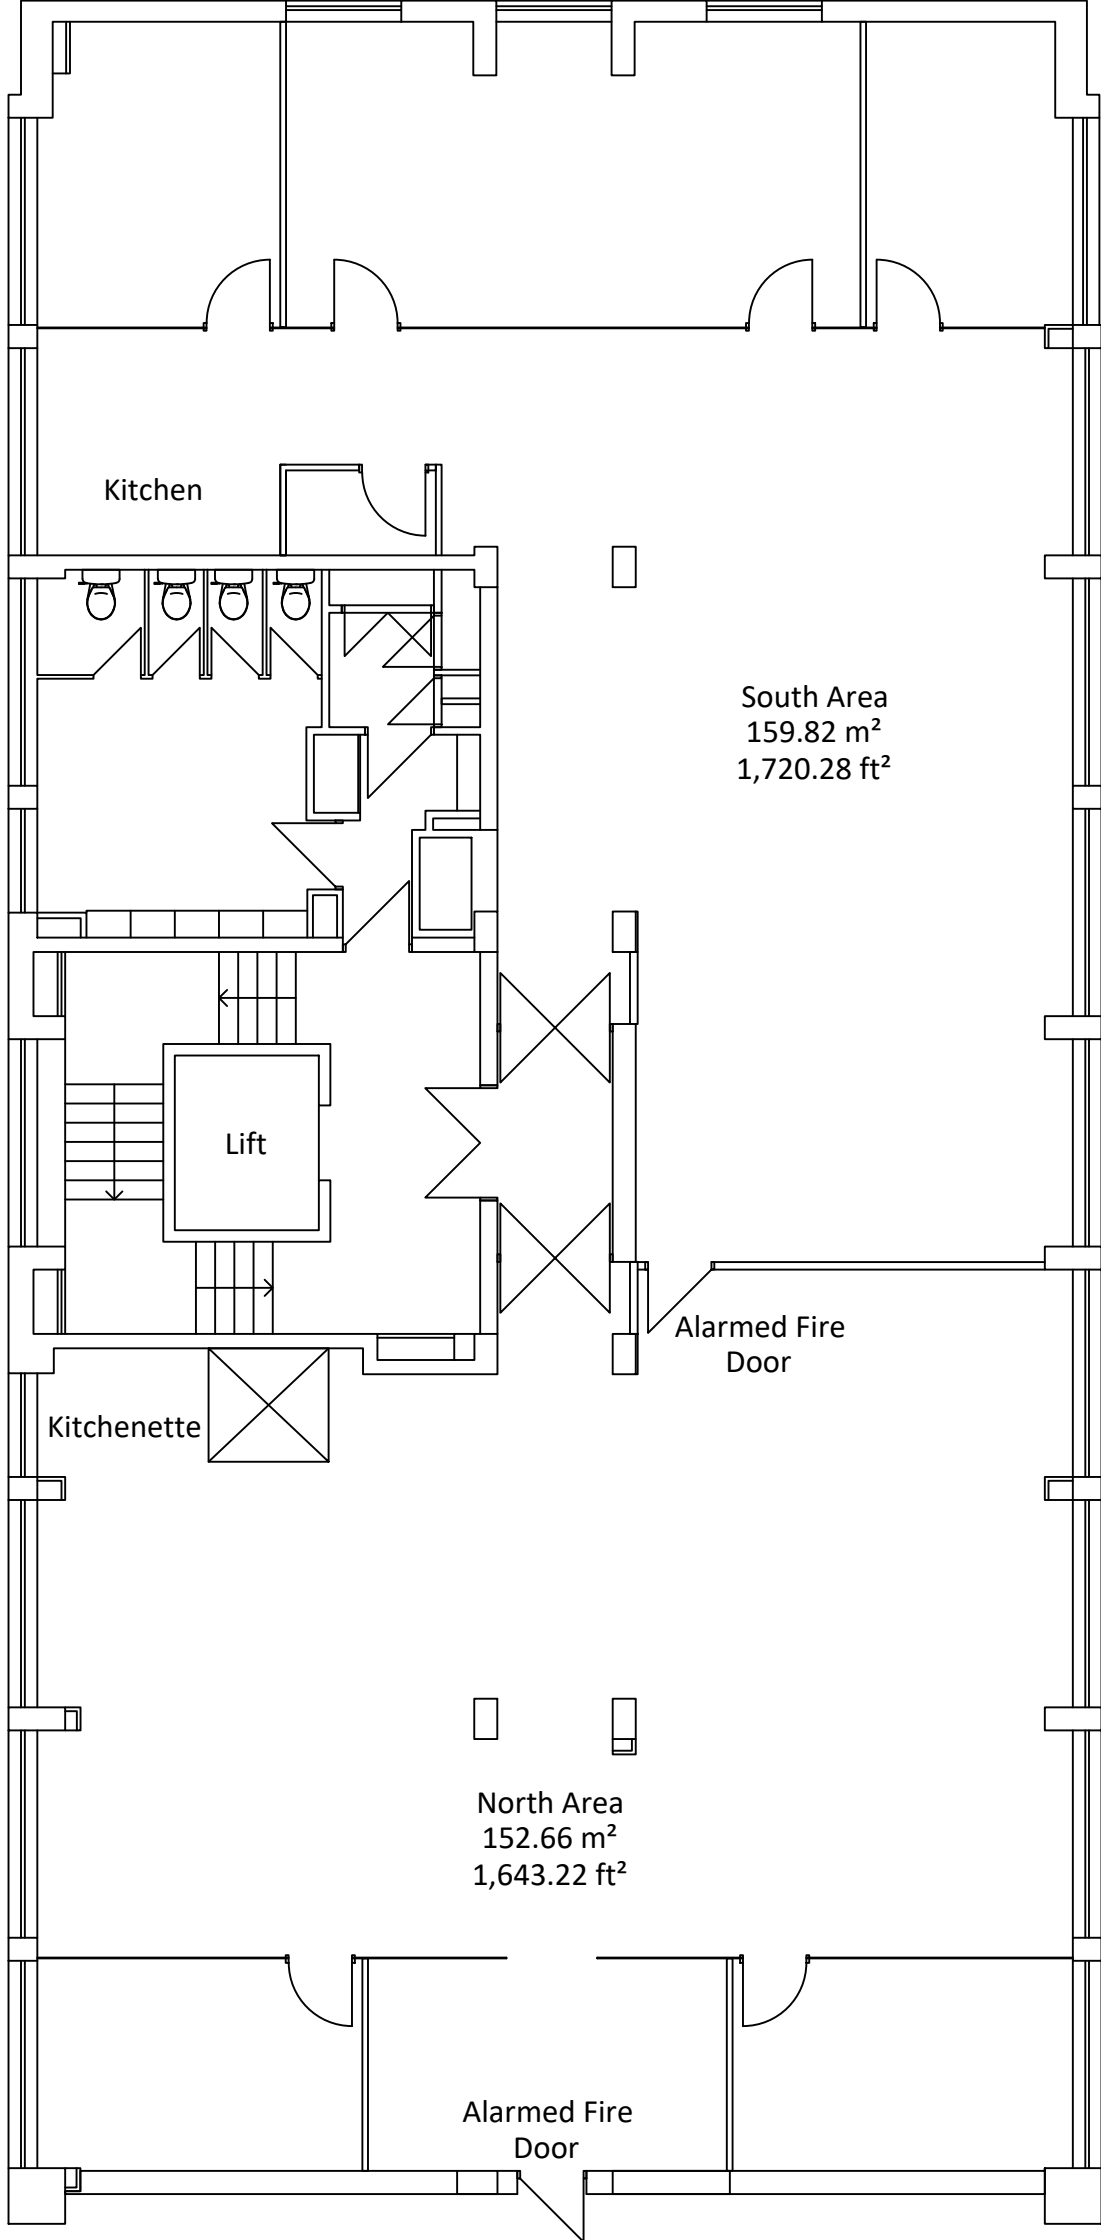 Kitchen
South Area
159.82 m²
1,720.28 ft²
Lift
Alarmed Fire
Door
Kitchenette
North Area
152.66 m²
1,643.22 ft²
Alarmed Fire
Door